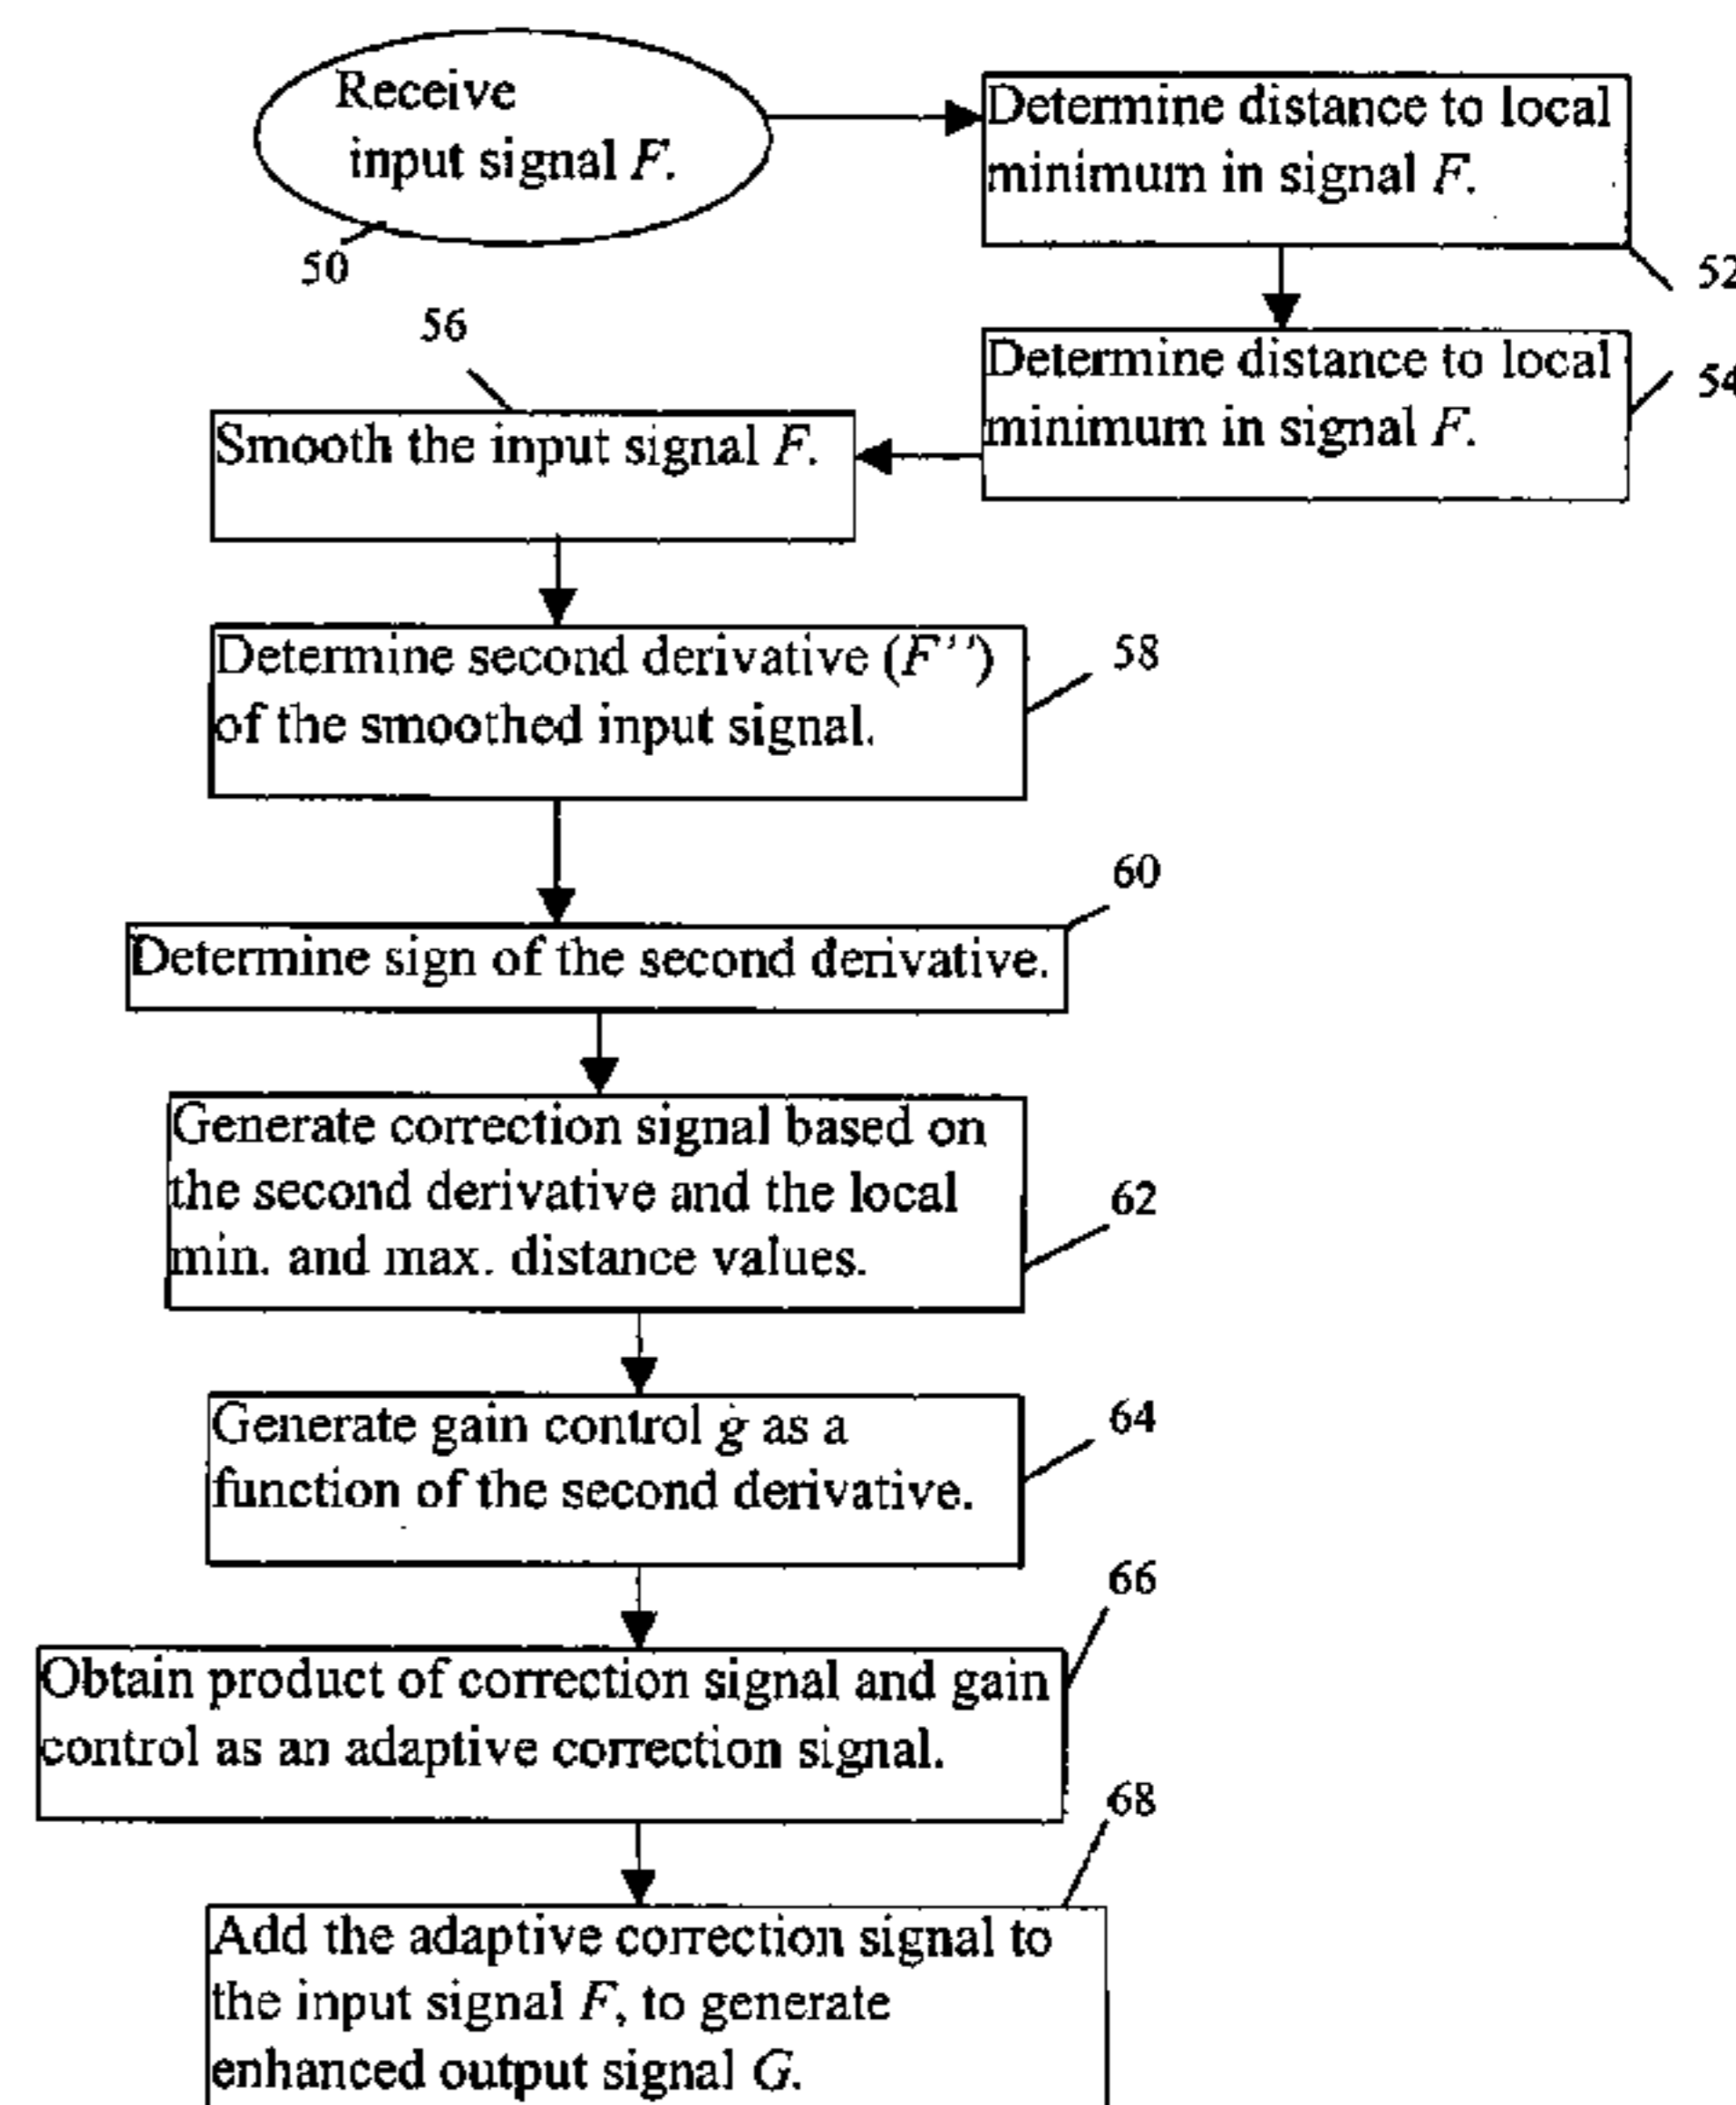 Receive
input signal F.
50
Determine distance to local
minimum in signal F.
52
Determine distance to local
minimum in signal F.
54
56
Smooth the input signal F.
Determine second derivative (F'')
of the smoothed input signal.
58
60
Determine sign of the second derivative.
Generate correction signal based on
the second derivative and the local
min. and max. distance values.
62
Generate gain control g as a
function of the second derivative.
64
66
Obtain product of correction signal and gain
control as an adaptive correction signal.
68
Add the adaptive correction signal to
the input signal F, to generate
enhanced output signal G.